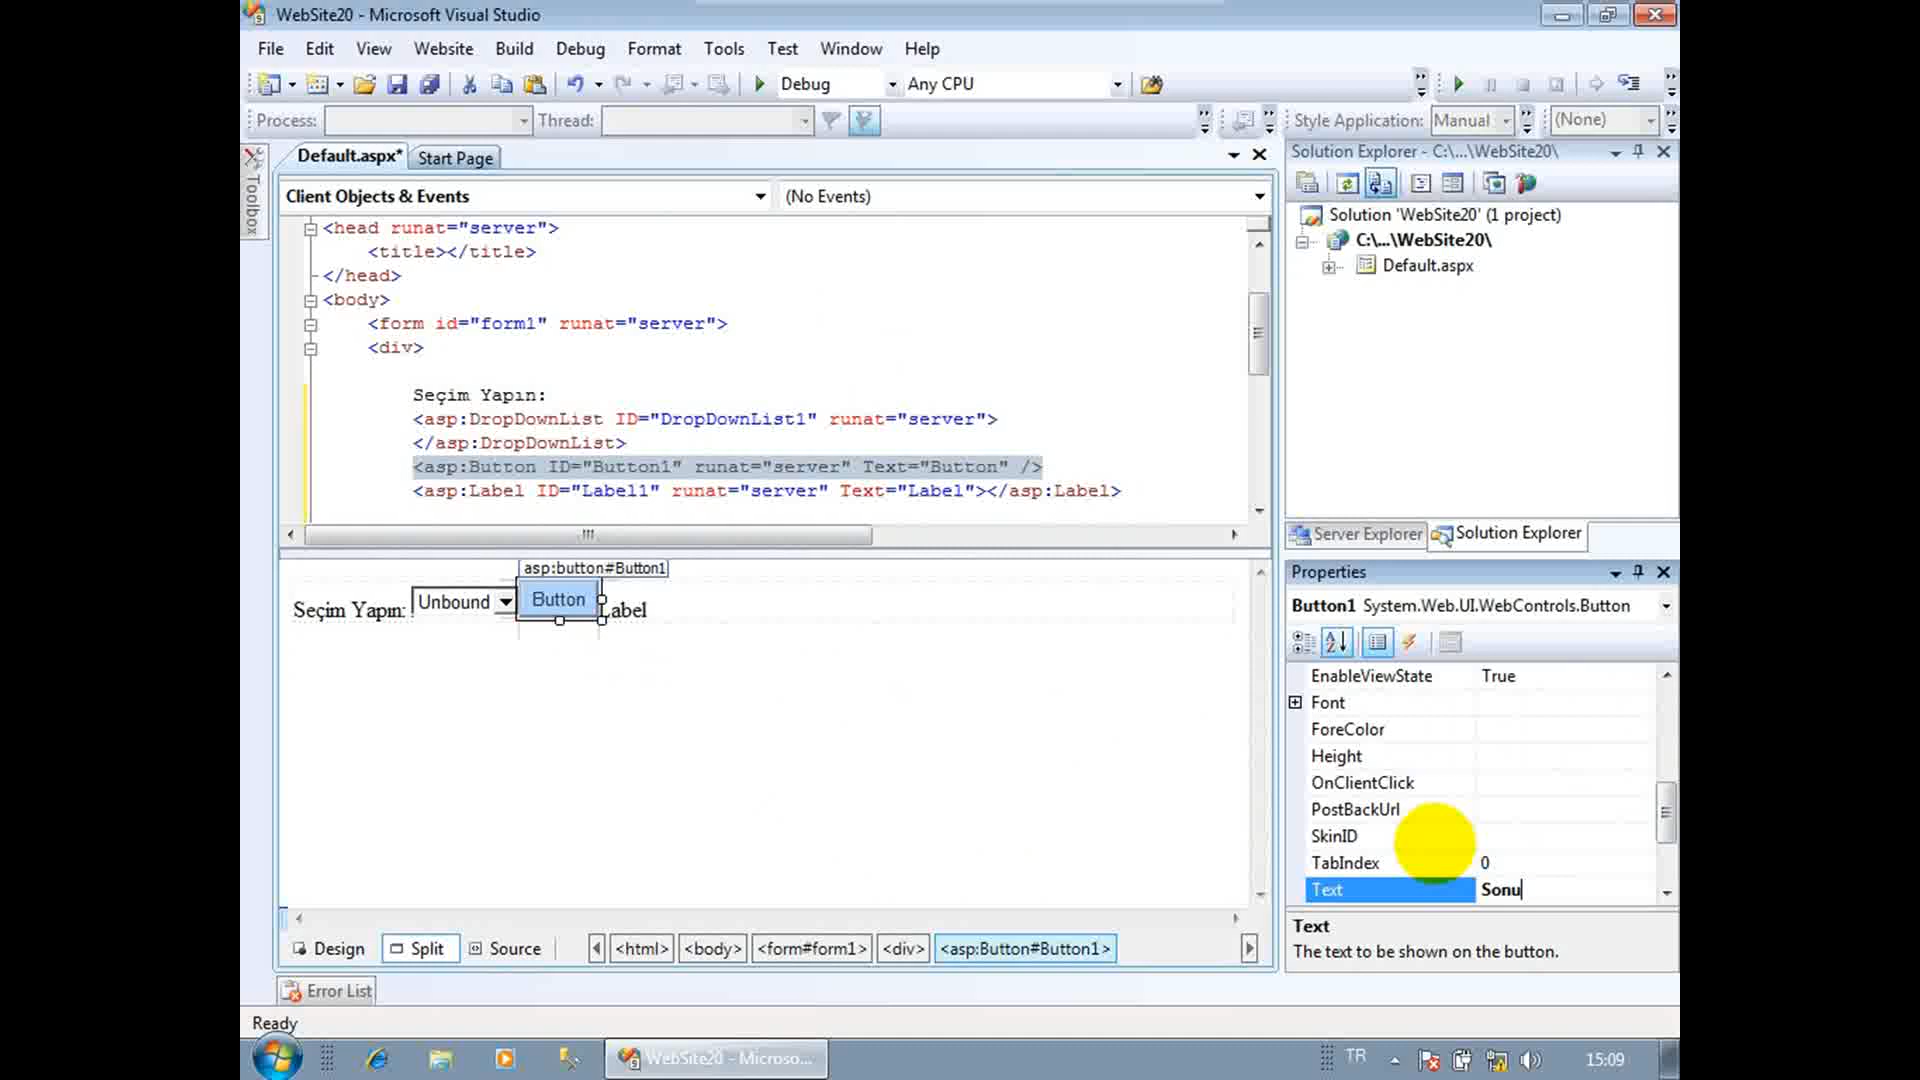 WebSite20 - Microsoft Visual Studio
File Edit View Website Build Debug Format Tools Test Window Help
Debug Any CPU
Process: Thread: Style Application: Manual (None)
Toolbox
Default.aspx* Start Page
Client Objects & Events (No Events)
<head runat="server">
<title></title>
</head>
<body>
<form id="form1" runat="server">
<div>
Seçim Yapın:
<asp:DropDownList ID="DropDownList1" runat="server">
</asp:DropDownList>
<asp:Button ID="Button1" runat="server" Text="Button" />
<asp:Label ID="Label1" runat="server" Text="Label"></asp:Label>
asp:button#Button1
Seçim Yapın: Unbound Button Label
Design Split Source <html> <body> <form#form1> <div> <asp:Button#Button1>
Error List
Ready
Solution Explorer - C:\...\WebSite20\
Solution 'WebSite20' (1 project)
C:\...\WebSite20\
Default.aspx
Server Explorer Solution Explorer
Properties
Button1 System.Web.UI.WebControls.Button
EnableViewState True
Font
ForeColor
Height
OnClientClick
PostBackUrl
SkinID
TabIndex 0
Text Sonu
Text
The text to be shown on the button.
WebSite20 - Microso...
TR 15:09